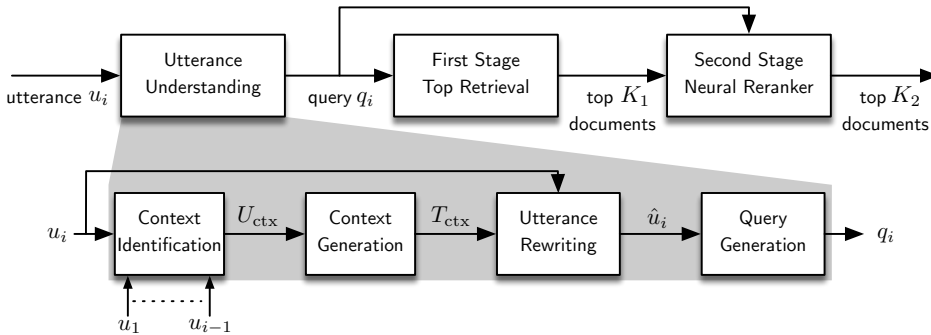 Utterance
Understanding
First Stage
Top Retrieval
Second Stage
Neural Reranker
utterance u_i
query q_i
top K_1
documents
top K_2
documents
u_i
Context
Identification
U_ctx
Context
Generation
T_ctx
Utterance
Rewriting
û_i
Query
Generation
q_i
u_1 ........ u_{i−1}